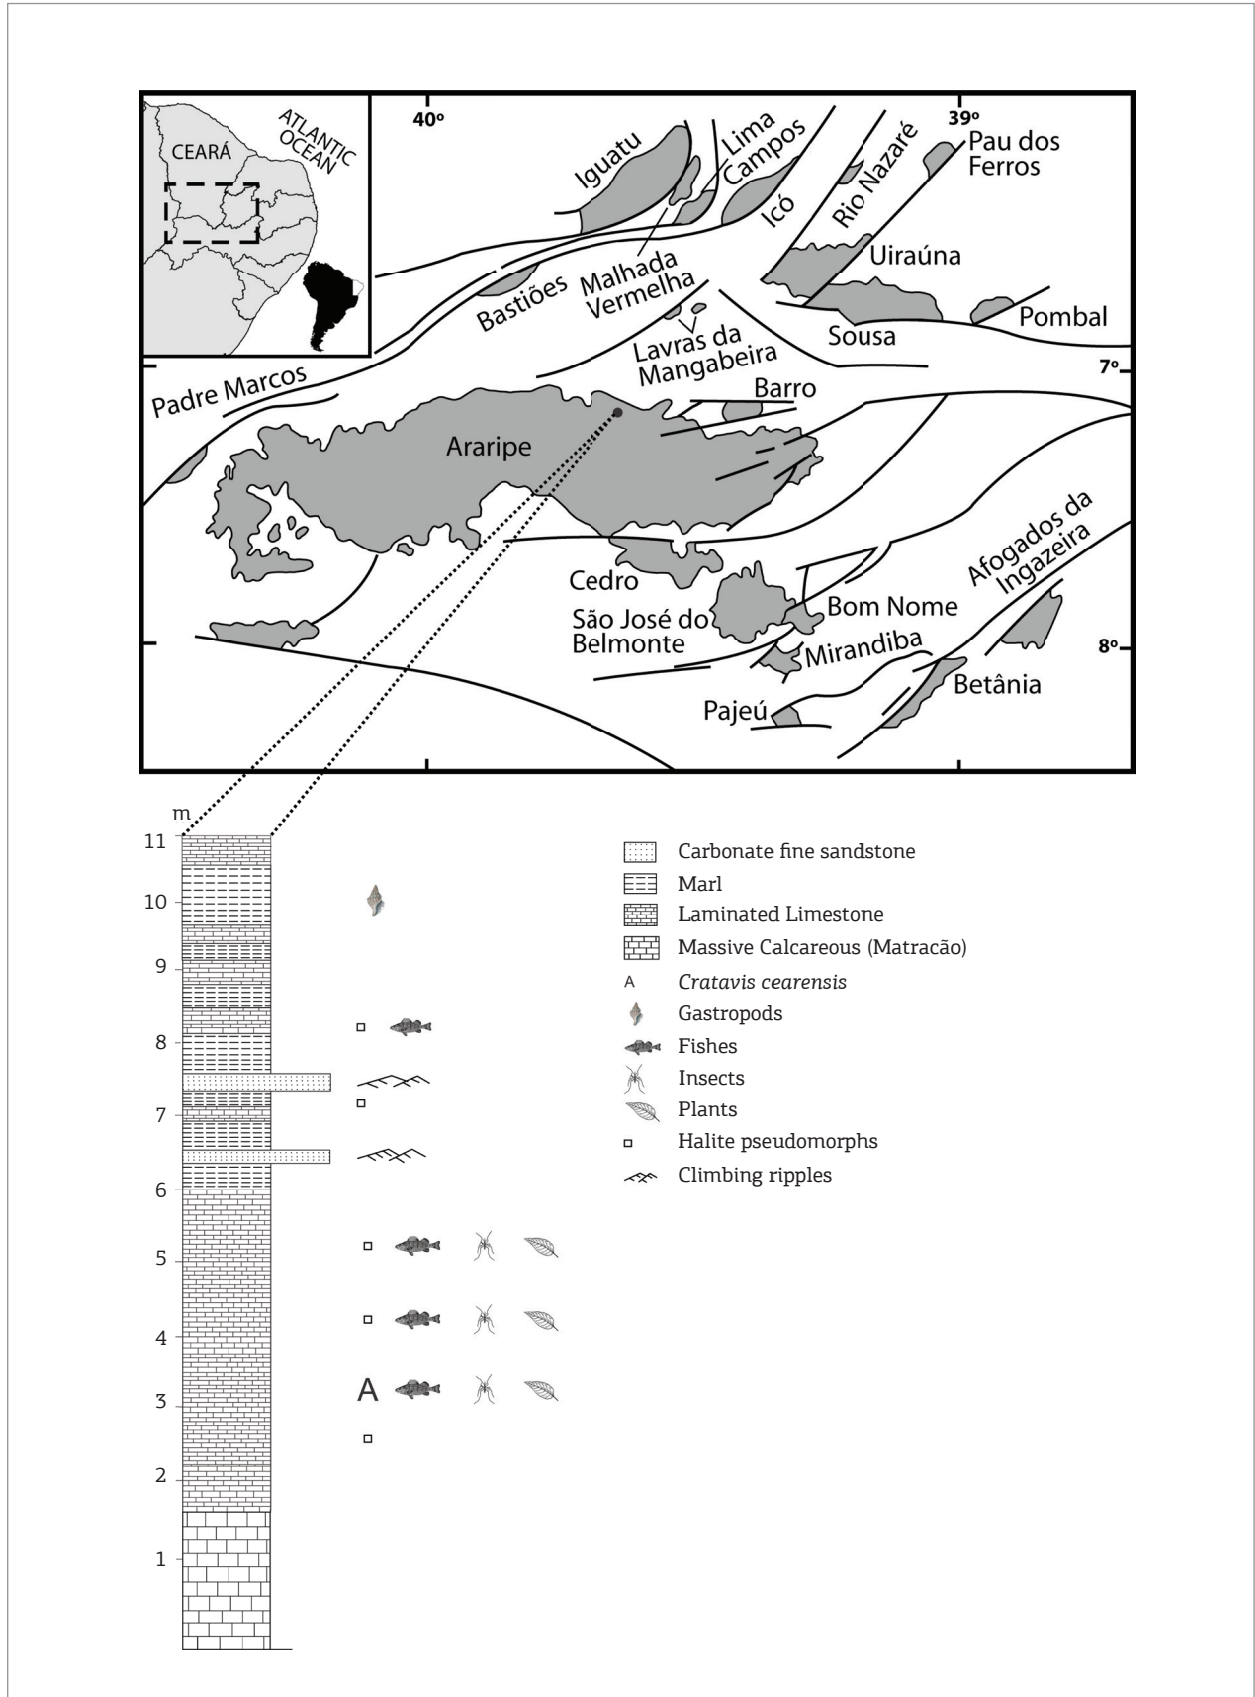 40º
39º
ATLANTIC
OCEAN
CEARÁ
Iguatu
Lima
Campos
Icó
Rio Nazaré
Pau dos
Ferros
Bastiões
Malhada
Vermelha
Uiraúna
Sousa
Pombal
Lavras da
Mangabeira
7º
Padre Marcos
Barro
Araripe
Cedro
São José do
Belmonte
Bom Nome
Mirandiba
Afogados da
Ingazeira
8º
Pajeú
Betânia
m
11
10
9
8
7
6
5
4
3
2
1
A
Carbonate fine sandstone
Marl
Laminated Limestone
Massive Calcareous (Matracão)
A Cratavis cearensis
Gastropods
Fishes
Insects
Plants
Halite pseudomorphs
Climbing ripples